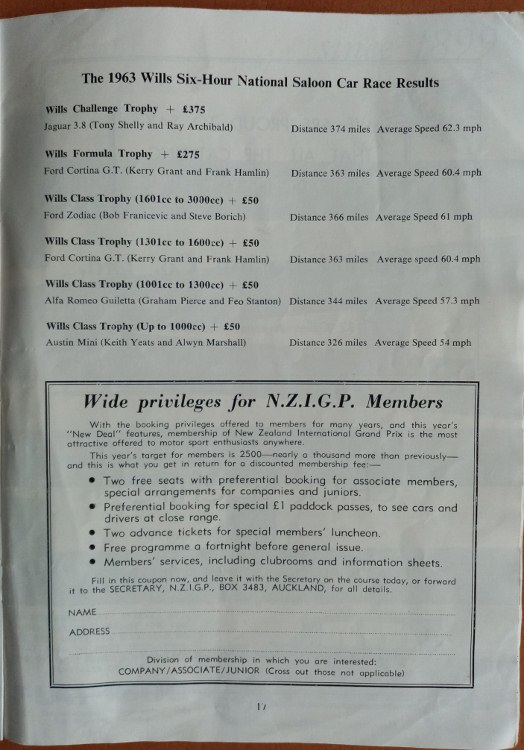 The 1963 Wills Six-Hour National Saloon Car Race Results
Wills Challenge Trophy + £375
Jaguar 3.8 (Tony Shelly and Ray Archibald) Distance 374 miles Average Speed 62.3 mph
Wills Formula Trophy + £275
Ford Cortina G.T. (Kerry Grant and Frank Hamlin) Distance 363 miles Average Speed 60.4 mph
Wills Class Trophy (1601cc to 3000cc) + £50
Ford Zodiac (Bob Franicevic and Steve Borich) Distance 366 miles Average Speed 61 mph
Wills Class Trophy (1301cc to 1600cc) + £50
Ford Cortina G.T. (Kerry Grant and Frank Hamlin) Distance 363 miles Average speed 60.4 mph
Wills Class Trophy (1001cc to 1300cc) + £50
Alfa Romeo Guiletta (Graham Pierce and Feo Stanton) Distance 344 miles Average Speed 57.3 mph
Wills Class Trophy (Up to 1000cc) + £50
Austin Mini (Keith Yeats and Alwyn Marshall) Distance 326 miles Average Speed 54 mph
Wide privileges for N.Z.I.G.P. Members
With the booking privileges offered to members for many years, and this year's
"New Deal" features, membership of New Zealand International Grand Prix is the most
attractive offered to motor sport enthusiasts anywhere.
This year's target for members is 2500—nearly a thousand more than previously—
and this is what you get in return for a discounted membership fee:—
● Two free seats with preferential booking for associate members,
special arrangements for companies and juniors.
● Preferential booking for special £1 paddock passes, to see cars and
drivers at close range.
● Two advance tickets for special members' luncheon.
● Free programme a fortnight before general issue.
● Members' services, including clubrooms and information sheets.
Fill in this coupon now, and leave it with the Secretary on the course today, or forward
it to the SECRETARY, N.Z.I.G.P., BOX 3483, AUCKLAND, for all details.
NAME
ADDRESS
Division of membership in which you are interested:
COMPANY/ASSOCIATE/JUNIOR (Cross out those not applicable)
17